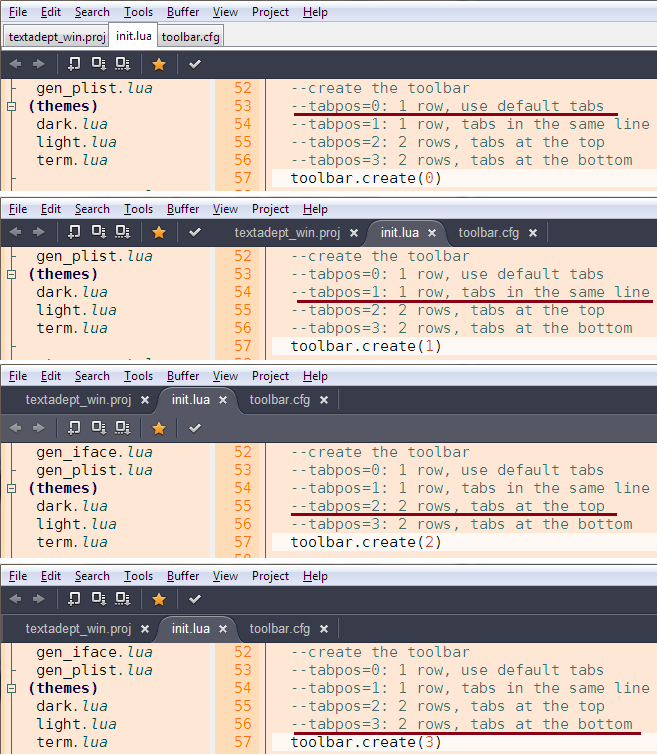 File Edit Search Tools Buffer View Project Help
textadept_win.proj init.lua toolbar.cfg
gen_plist.lua 52 --create the toolbar
(themes) 53 --tabpos=0: 1 row, use default tabs
dark.lua 54 --tabpos=1: 1 row, tabs in the same line
light.lua 55 --tabpos=2: 2 rows, tabs at the top
term.lua 56 --tabpos=3: 2 rows, tabs at the bottom
57 toolbar.create(0)
File Edit Search Tools Buffer View Project Help
textadept_win.proj init.lua toolbar.cfg
gen_plist.lua 52 --create the toolbar
(themes) 53 --tabpos=0: 1 row, use default tabs
dark.lua 54 --tabpos=1: 1 row, tabs in the same line
light.lua 55 --tabpos=2: 2 rows, tabs at the top
term.lua 56 --tabpos=3: 2 rows, tabs at the bottom
57 toolbar.create(1)
File Edit Search Tools Buffer View Project Help
textadept_win.proj init.lua toolbar.cfg
gen_iface.lua 52 --create the toolbar
gen_plist.lua 53 --tabpos=0: 1 row, use default tabs
(themes) 54 --tabpos=1: 1 row, tabs in the same line
dark.lua 55 --tabpos=2: 2 rows, tabs at the top
light.lua 56 --tabpos=3: 2 rows, tabs at the bottom
term.lua 57 toolbar.create(2)
File Edit Search Tools Buffer View Project Help
textadept_win.proj init.lua toolbar.cfg
gen_iface.lua 52 --create the toolbar
gen_plist.lua 53 --tabpos=0: 1 row, use default tabs
(themes) 54 --tabpos=1: 1 row, tabs in the same line
dark.lua 55 --tabpos=2: 2 rows, tabs at the top
light.lua 56 --tabpos=3: 2 rows, tabs at the bottom
term.lua 57 toolbar.create(3)